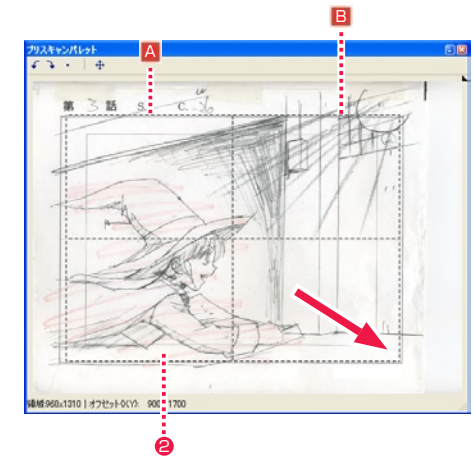 B
プリスキャンパレット
A
第 3 話 S. C. 36
領域:960x1310 | オフセット(X,Y): 900, 1700
2